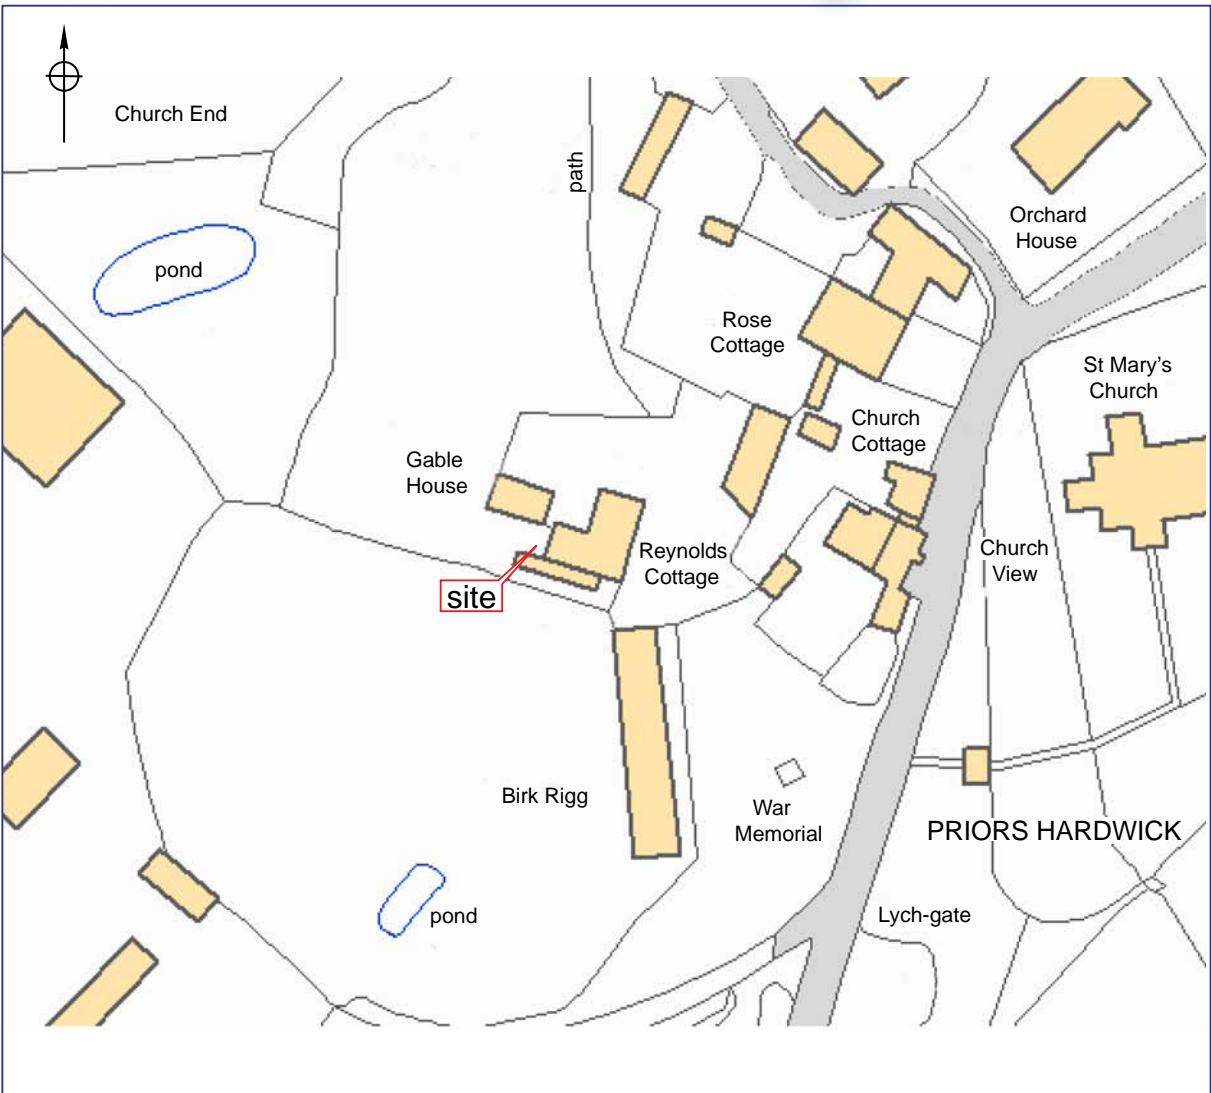 Church End
path
pond
Orchard
House
Rose
Cottage
St Mary's
Church
Church
Cottage
Gable
House
Reynolds
Cottage
Church
View
site
Birk Rigg
War
Memorial
PRIORS HARDWICK
pond
Lych-gate